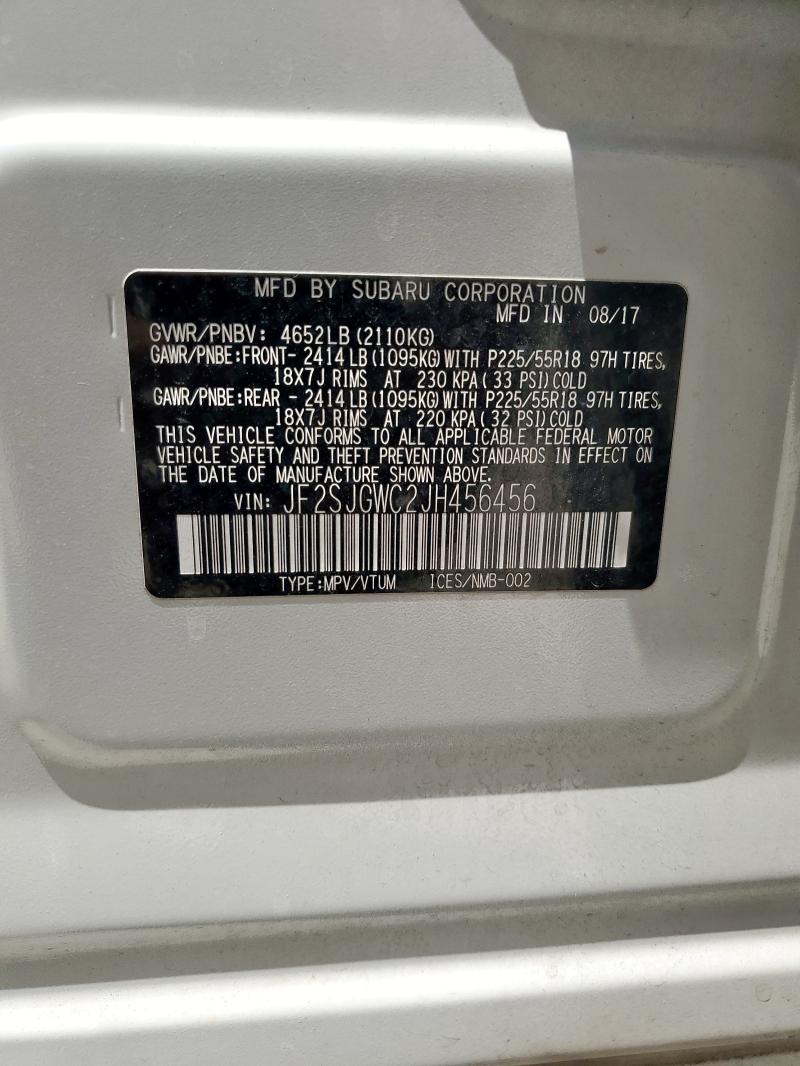 MFD BY SUBARU CORPORATION
MFD IN 08/17
GVWR/PNBV: 4652LB (2110KG)
GAWR/PNBE:FRONT- 2414 LB (1095KG) WITH P225/55R18 97H TIRES,
18X7J RIMS AT 230 KPA ( 33 PSI) COLD
GAWR/PNBE:REAR - 2414 LB (1095KG) WITH P225/55R18 97H TIRES,
18X7J RIMS AT 220 KPA ( 32 PSI) COLD
THIS VEHICLE CONFORMS TO ALL APPLICABLE FEDERAL MOTOR
VEHICLE SAFETY AND THEFT PREVENTION STANDARDS IN EFFECT ON
THE DATE OF MANUFACTURE SHOWN ABOVE.
VIN: JF2SJGWC2JH456456
TYPE:MPV/VTUM ICES/NMB-002